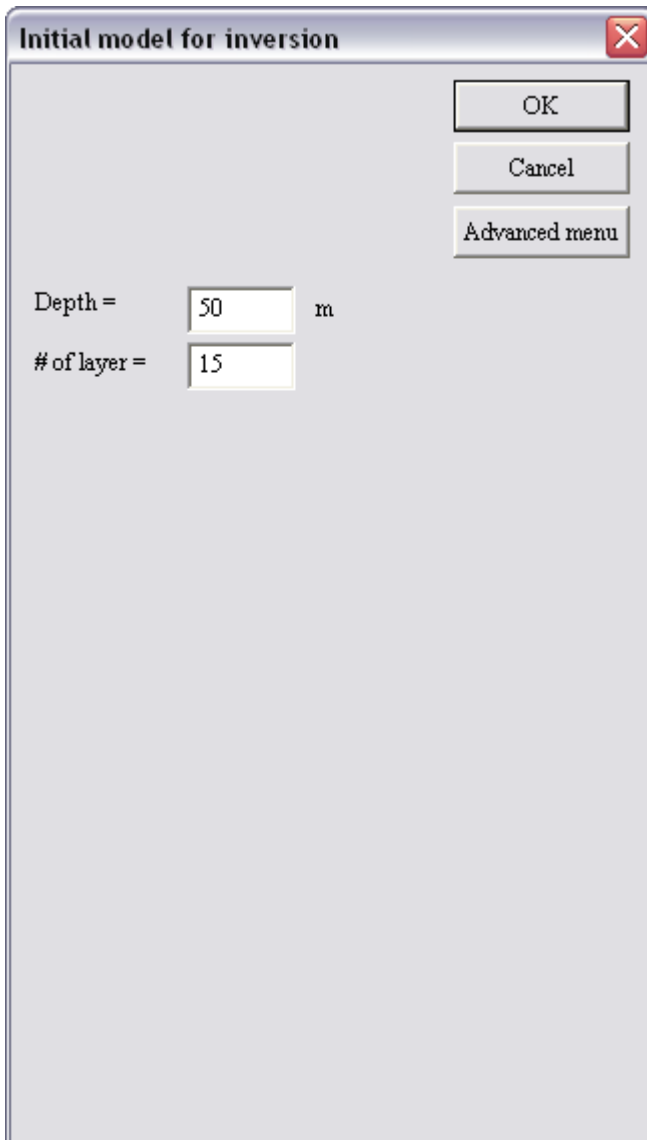 Initial model for inversion
OK
Cancel
Advanced menu
Depth = 50 m
# of layer = 15